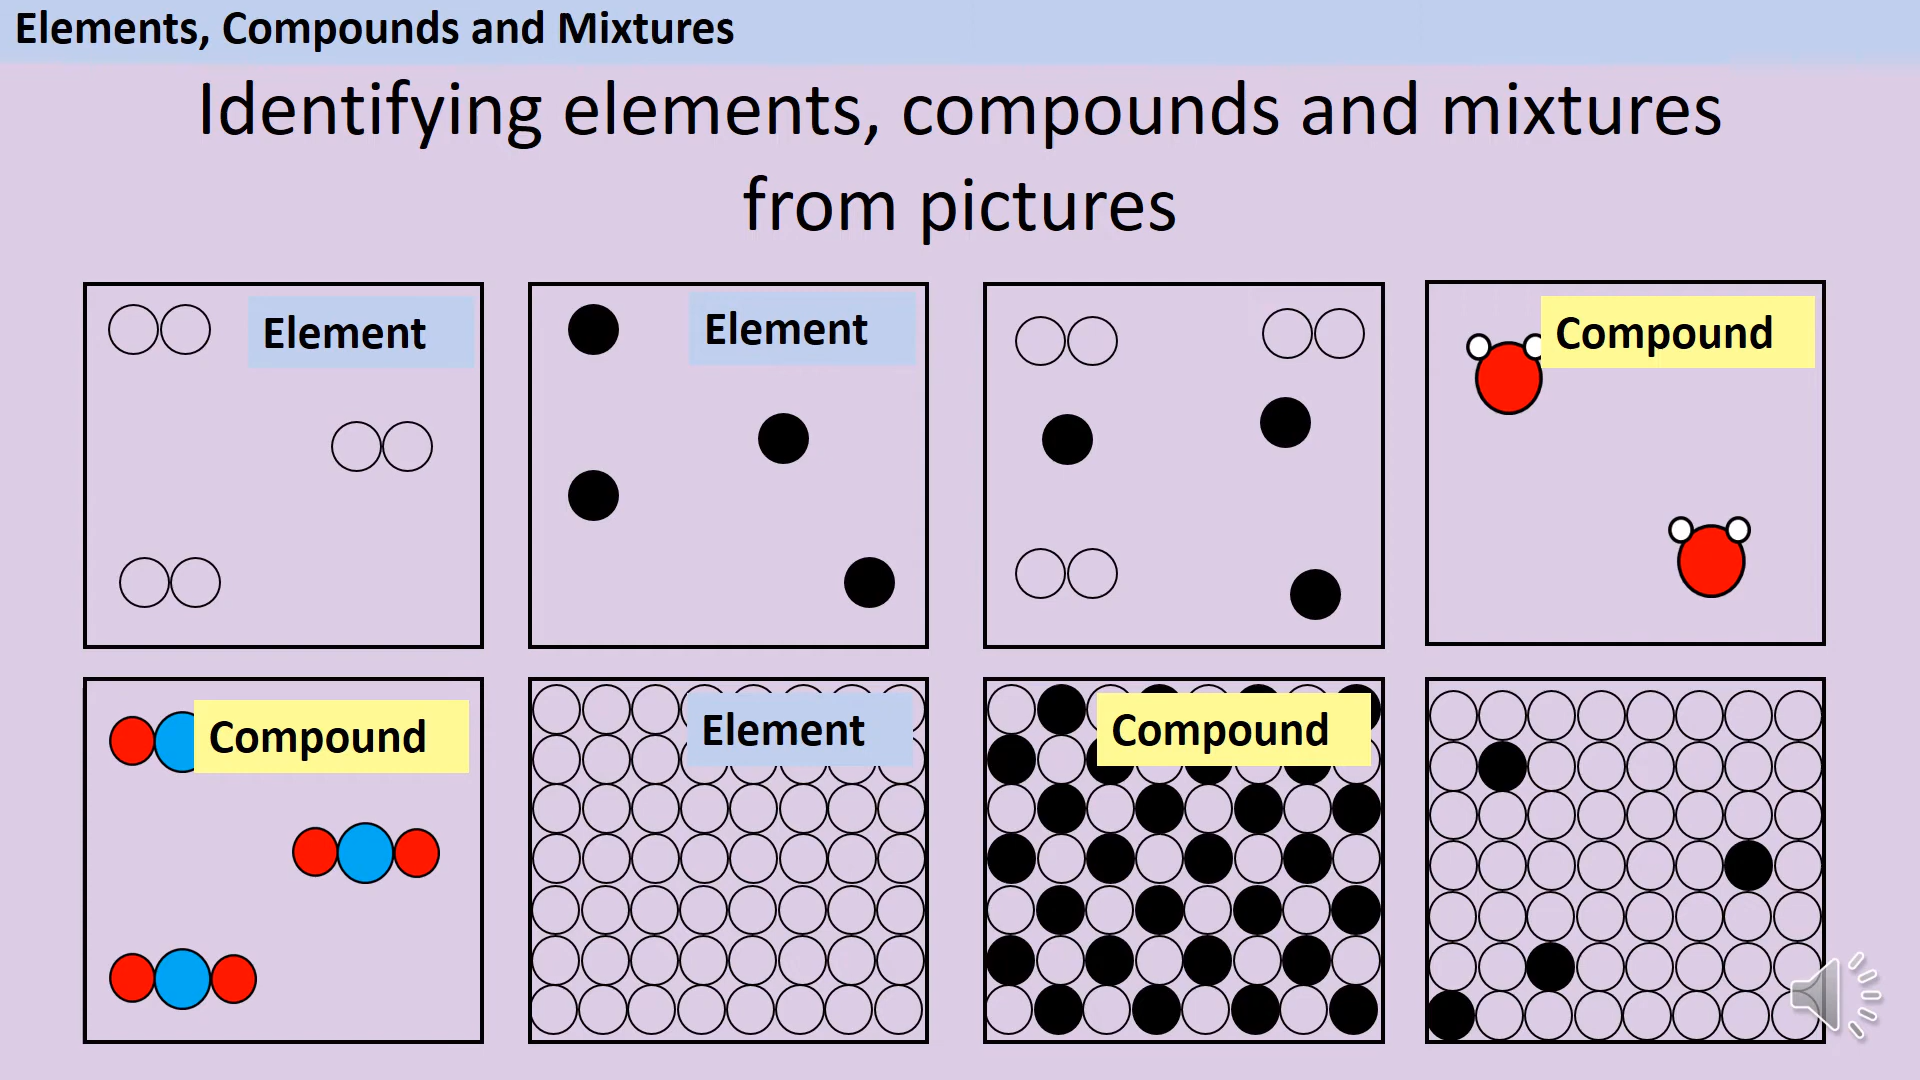 Elements, Compounds and Mixtures
Identifying elements, compounds and mixtures
from pictures
Element
Element
Compound
Compound
Element
Compound